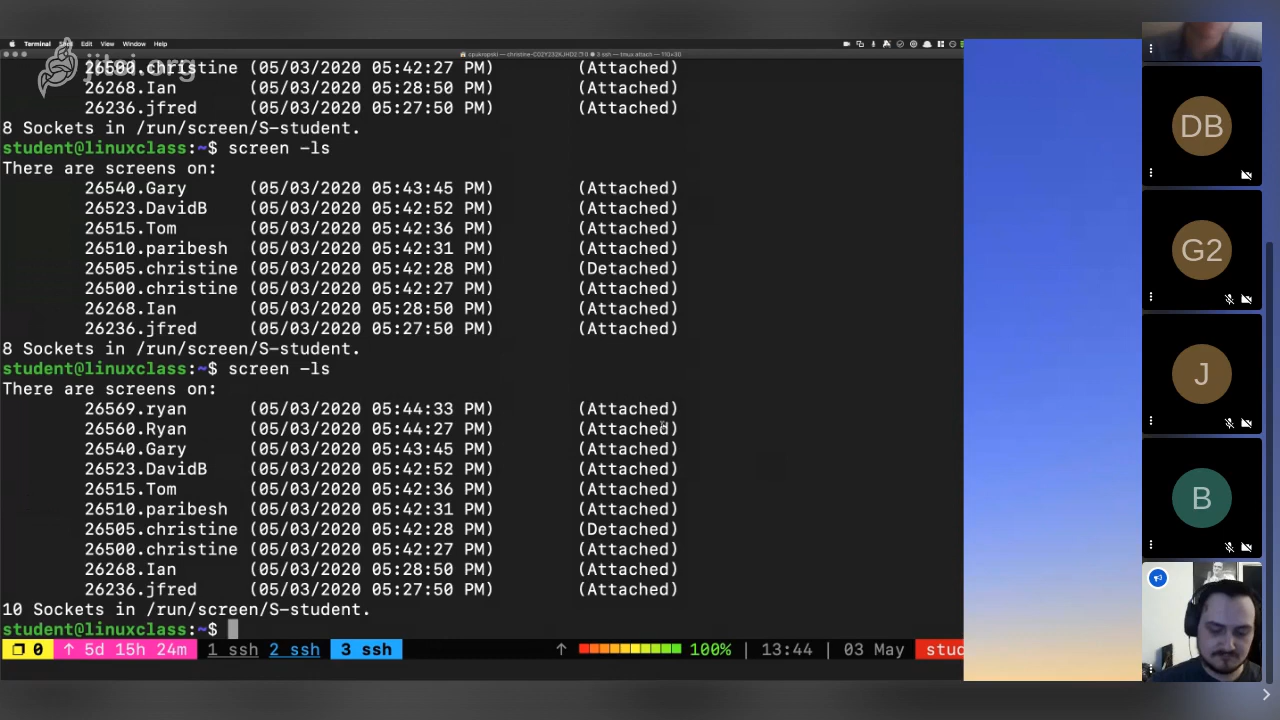 Terminal Shell Edit View Window Help
jitsi.org
26500.christine (05/03/2020 05:42:27 PM) (Attached)
26268.Ian (05/03/2020 05:28:50 PM) (Attached)
26236.jfred (05/03/2020 05:27:50 PM) (Attached)
8 Sockets in /run/screen/S-student.
student@linuxclass:~$ screen -ls
There are screens on:
26540.Gary (05/03/2020 05:43:45 PM) (Attached)
26523.DavidB (05/03/2020 05:42:52 PM) (Attached)
26515.Tom (05/03/2020 05:42:36 PM) (Attached)
26510.paribesh (05/03/2020 05:42:31 PM) (Attached)
26505.christine (05/03/2020 05:42:28 PM) (Detached)
26500.christine (05/03/2020 05:42:27 PM) (Attached)
26268.Ian (05/03/2020 05:28:50 PM) (Attached)
26236.jfred (05/03/2020 05:27:50 PM) (Attached)
8 Sockets in /run/screen/S-student.
student@linuxclass:~$ screen -ls
There are screens on:
26569.ryan (05/03/2020 05:44:33 PM) (Attached)
26560.Ryan (05/03/2020 05:44:27 PM) (Attached)
26540.Gary (05/03/2020 05:43:45 PM) (Attached)
26523.DavidB (05/03/2020 05:42:52 PM) (Attached)
26515.Tom (05/03/2020 05:42:36 PM) (Attached)
26510.paribesh (05/03/2020 05:42:31 PM) (Attached)
26505.christine (05/03/2020 05:42:28 PM) (Detached)
26500.christine (05/03/2020 05:42:27 PM) (Attached)
26268.Ian (05/03/2020 05:28:50 PM) (Attached)
26236.jfred (05/03/2020 05:27:50 PM) (Attached)
10 Sockets in /run/screen/S-student.
student@linuxclass:~$
0 ↑ 5d 15h 24m 1 ssh 2 ssh 3 ssh ↑ 100% | 13:44 | 03 May stud
DB
G2
J
B